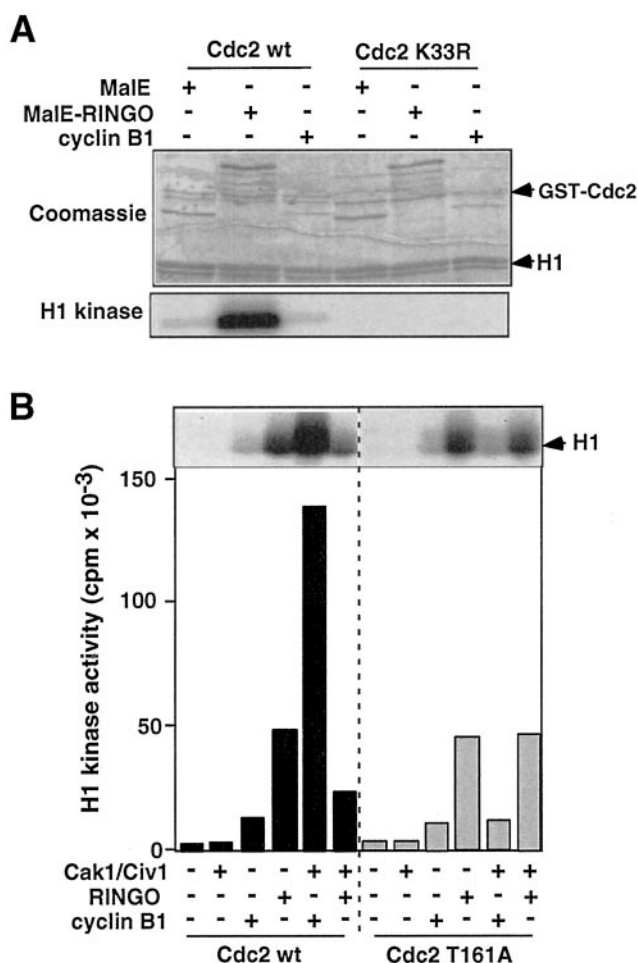 A
Cdc2 wt Cdc2 K33R
MalE + - - + - -
MalE-RINGO - + - - + -
cyclin B1 - - + - - +
Coomassie
GST-Cdc2
H1
H1 kinase
B
H1
H1 kinase activity (cpm x 10-3)
150
100
50
0
Cak1/Civ1 - + - - + + - + - - + +
RINGO - - - + - + - - - + - +
cyclin B1 - - + - + - - - + - + -
Cdc2 wt Cdc2 T161A